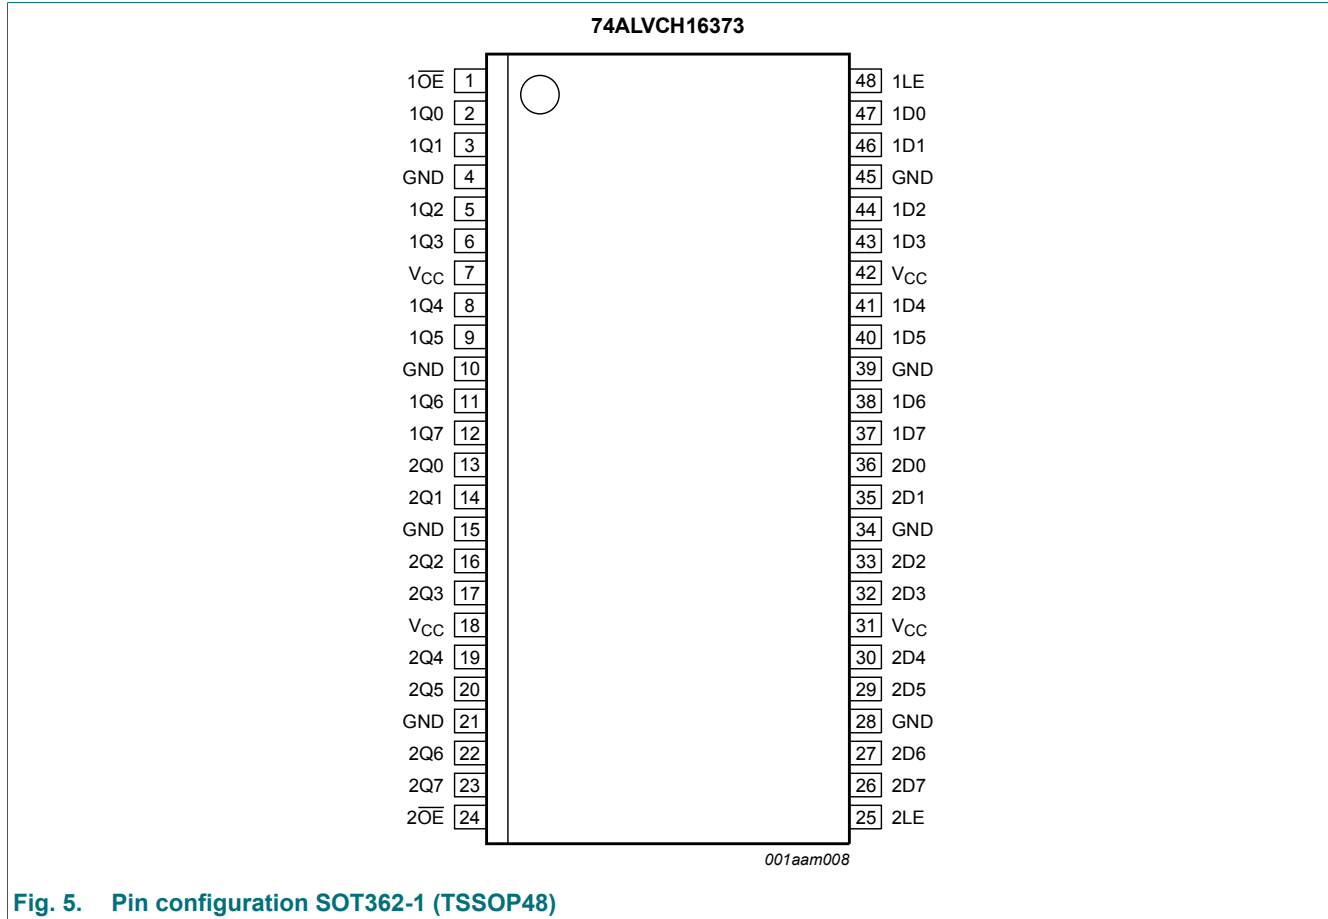 74ALVCH16373
1O̅E̅ 1 48 1LE
1Q0 2 47 1D0
1Q1 3 46 1D1
GND 4 45 GND
1Q2 5 44 1D2
1Q3 6 43 1D3
VCC 7 42 VCC
1Q4 8 41 1D4
1Q5 9 40 1D5
GND 10 39 GND
1Q6 11 38 1D6
1Q7 12 37 1D7
2Q0 13 36 2D0
2Q1 14 35 2D1
GND 15 34 GND
2Q2 16 33 2D2
2Q3 17 32 2D3
VCC 18 31 VCC
2Q4 19 30 2D4
2Q5 20 29 2D5
GND 21 28 GND
2Q6 22 27 2D6
2Q7 23 26 2D7
2O̅E̅ 24 25 2LE
001aam008
Fig. 5. Pin configuration SOT362-1 (TSSOP48)